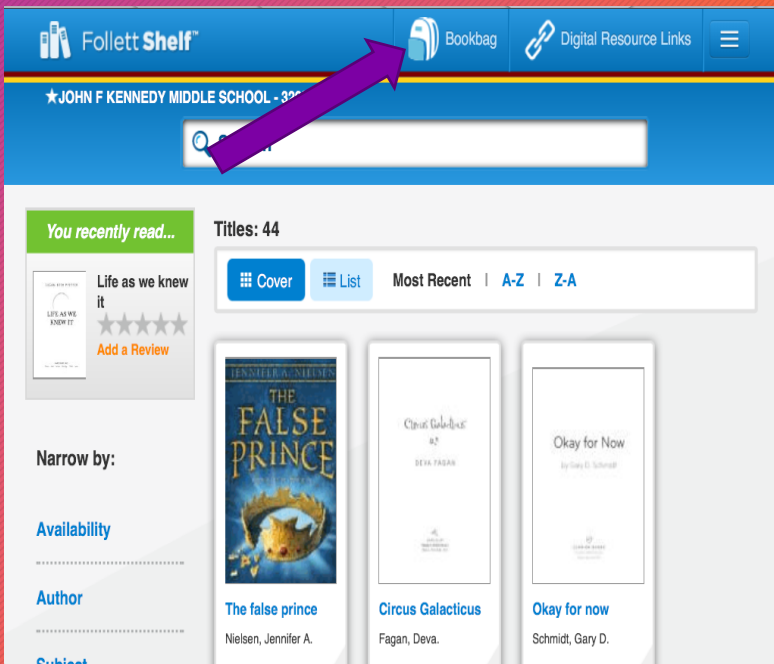 Follett Shelf™
Bookbag
Digital Resource Links
★JOHN F KENNEDY MIDDLE SCHOOL -
You recently read...
LIFE AS WE
KNEW IT
Life as we knew
it
Add a Review
Titles: 44
Cover
List
Most Recent | A-Z | Z-A
Narrow by:
Availability
Author
Subject
JENNIFER A. NIELSEN
THE
FALSE
PRINCE
The false prince
Nielsen, Jennifer A.
Circus Galacticus
DEVA FAGAN
Circus Galacticus
Fagan, Deva.
Okay for Now
by Gary D. Schmidt
Okay for now
Schmidt, Gary D.